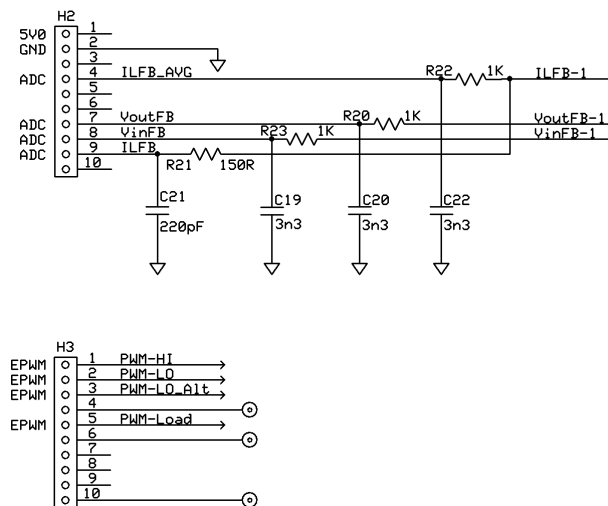 H2
5V0 1
GND 2
3
ADC 4 ILFB_AVG R22 1K ILFB-1
5
6
ADC 7 VoutFB R20 1K VoutFB-1
ADC 8 VinFB R23 1K VinFB-1
ADC 9 ILFB
10 R21 150R
C21 C19 C20 C22
220pF 3n3 3n3 3n3
H3
EPWM 1 PWM-HI
EPWM 2 PWM-LO
EPWM 3 PWM-LO_Alt
4
EPWM 5 PWM-Load
6
7
8
9
10